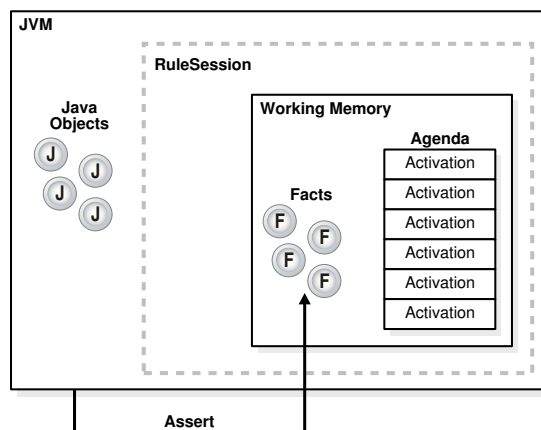 JVM
RuleSession
Java
Objects
J
J
J
J
Working Memory
Facts
F
F
F
F
Agenda
Activation
Activation
Activation
Activation
Activation
Activation
Assert